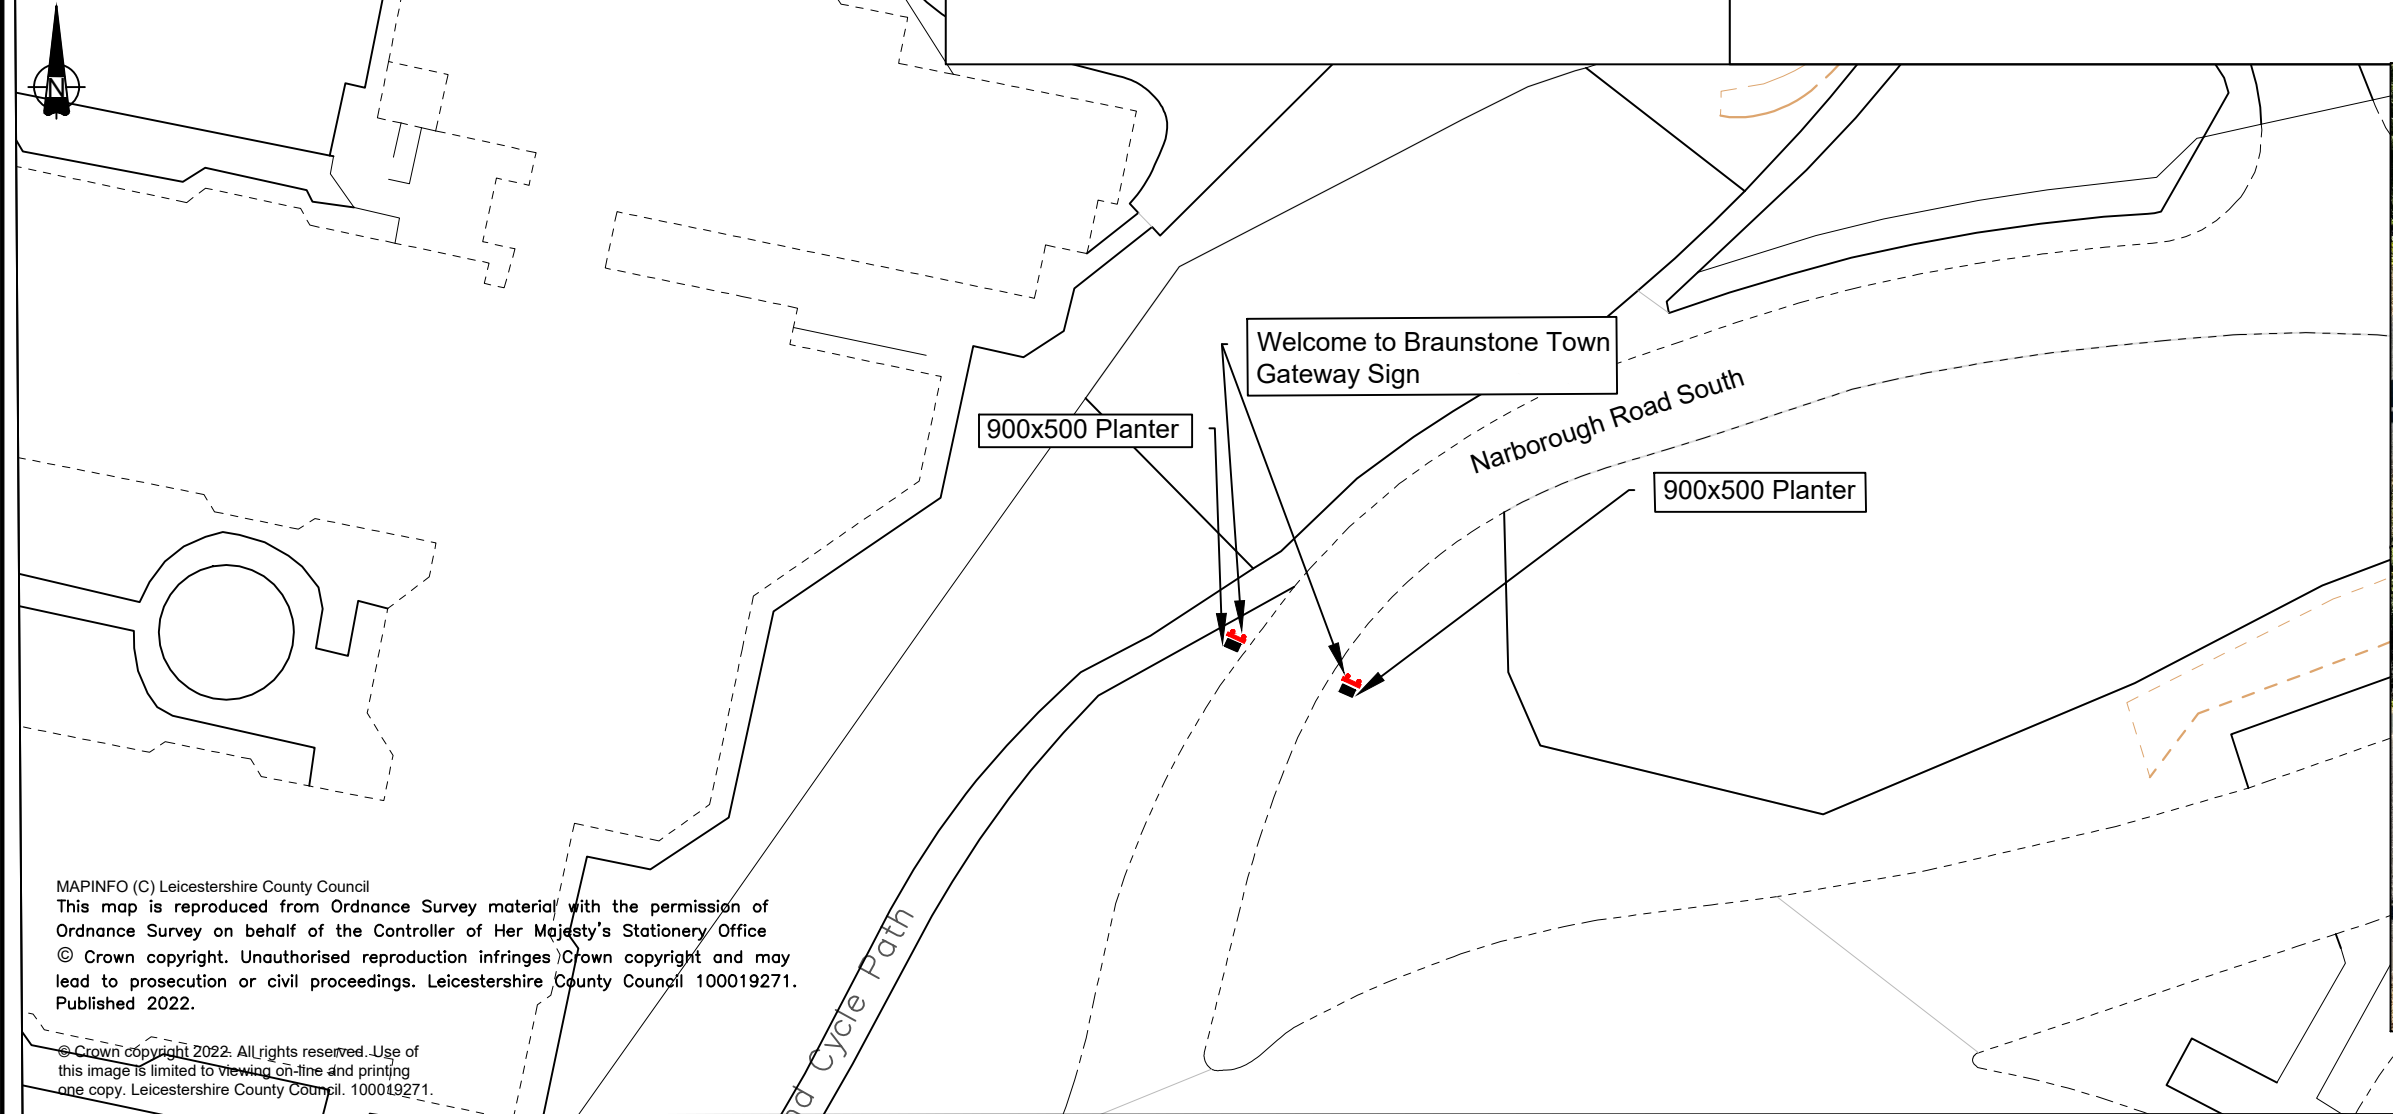 N
Welcome to Braunstone Town
Gateway Sign
900x500 Planter
Narborough Road South
900x500 Planter
MAPINFO (C) Leicestershire County Council
This map is reproduced from Ordnance Survey material with the permission of
Ordnance Survey on behalf of the Controller of Her Majesty's Stationery Office
© Crown copyright. Unauthorised reproduction infringes Crown copyright and may
lead to prosecution or civil proceedings. Leicestershire County Council 100019271.
Published 2022.
nd Cycle Path
© Crown copyright 2022. All rights reserved. Use of
this image is limited to viewing on-line and printing
one copy. Leicestershire County Council. 100019271.